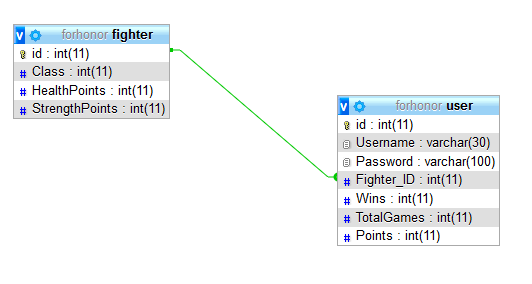 v forhonor fighter
id : int(11)
# Class : int(11)
# HealthPoints : int(11)
# StrengthPoints : int(11)
v forhonor user
id : int(11)
Username : varchar(30)
Password : varchar(100)
# Fighter_ID : int(11)
# Wins : int(11)
# TotalGames : int(11)
# Points : int(11)